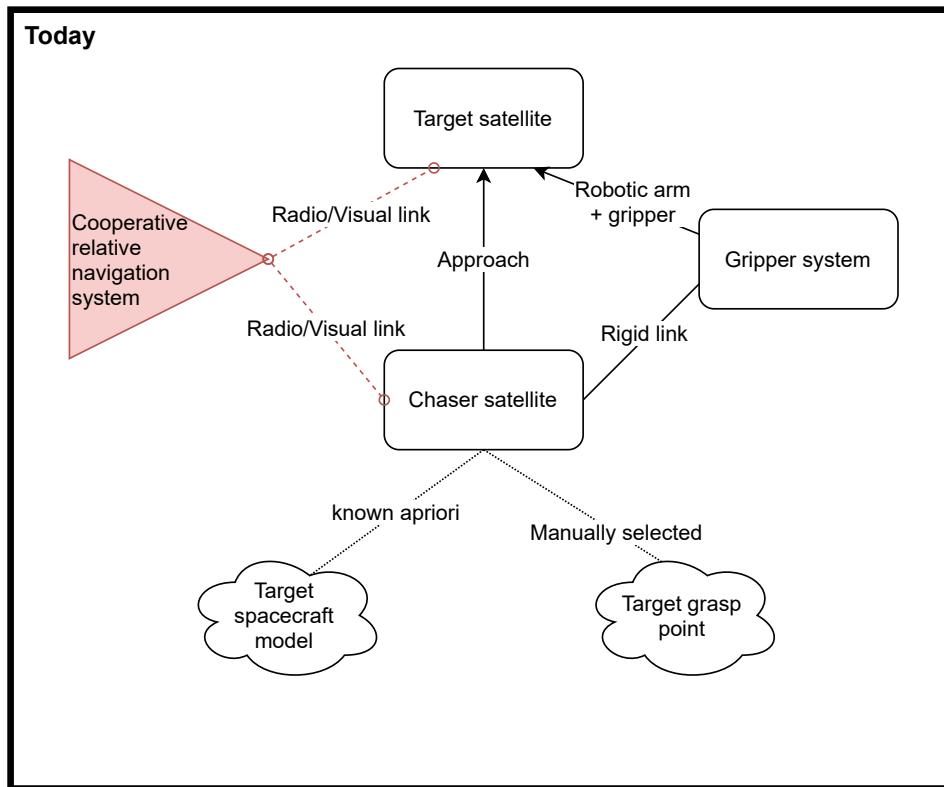 Today
Target satellite
Robotic arm
+ gripper
Cooperative
relative
navigation
system
Radio/Visual link
Approach
Gripper system
Radio/Visual link
Rigid link
Chaser satellite
known apriori
Manually selected
Target
spacecraft
model
Target grasp
point